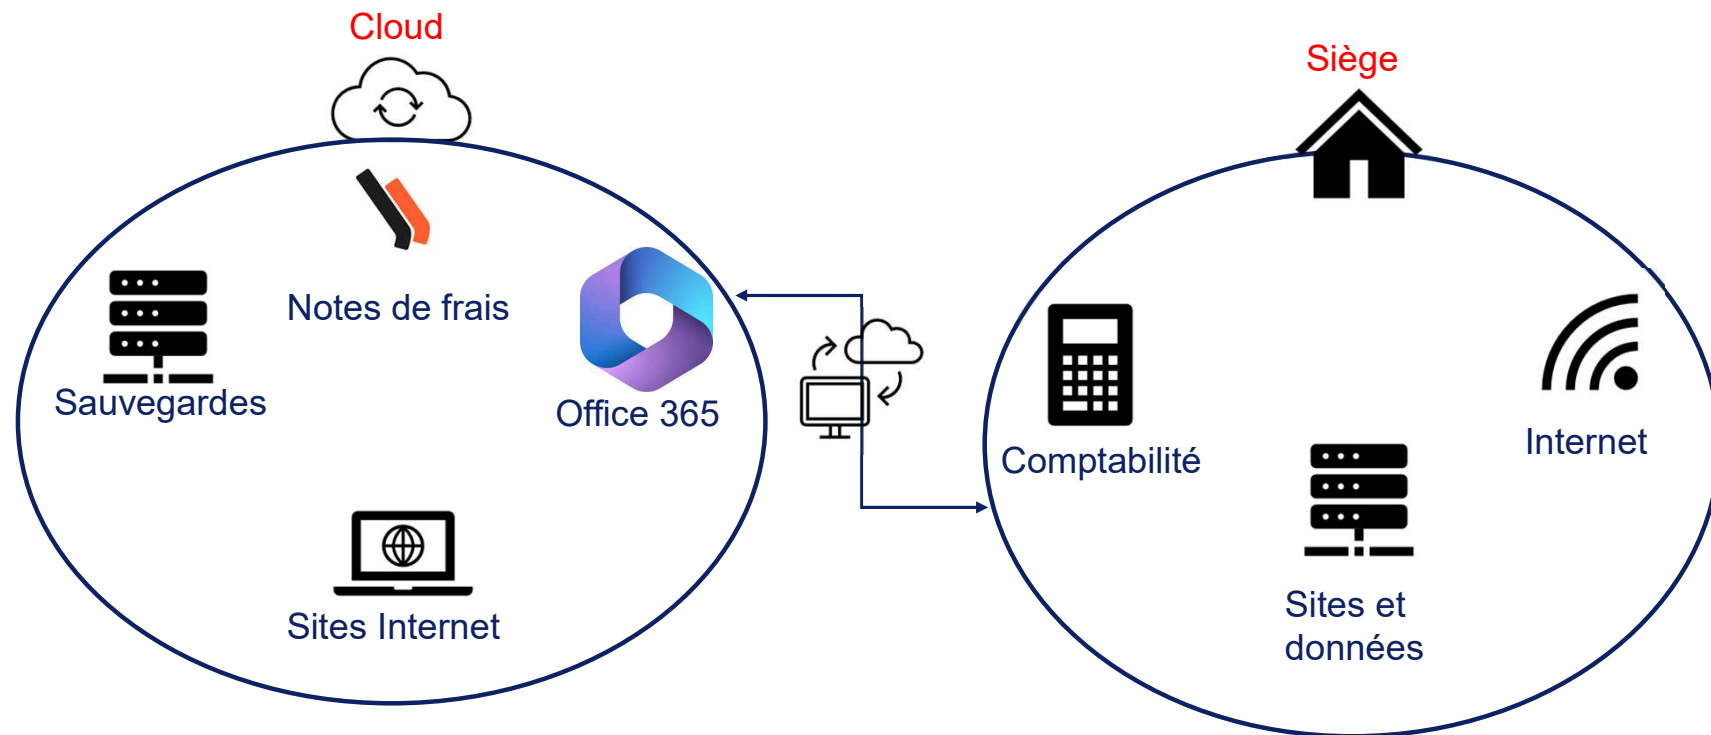 Cloud
Siège
Notes de frais
Sauvegardes
Office 365
Sites Internet
Comptabilité
Internet
Sites et
données